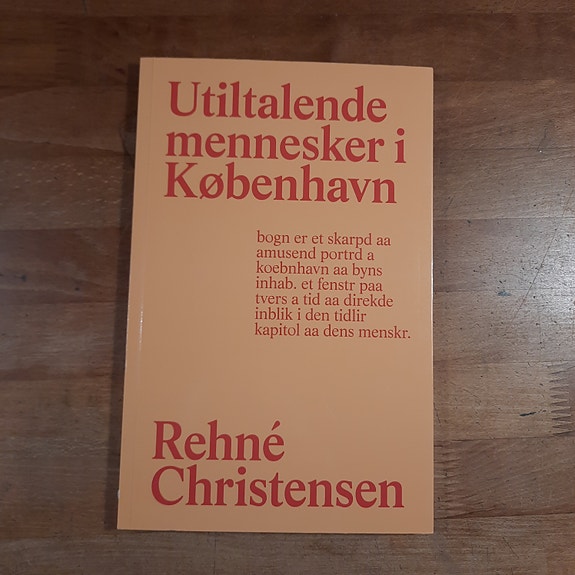 Utiltalende
mennesker i
København
bogn er et skarpd aa
amusend portrd a
koebnhavn aa byns
inhab. et fenstr paa
tvers a tid aa direkde
inblik i den tidlir
kapitol aa dens menskr.
Rehné
Christensen